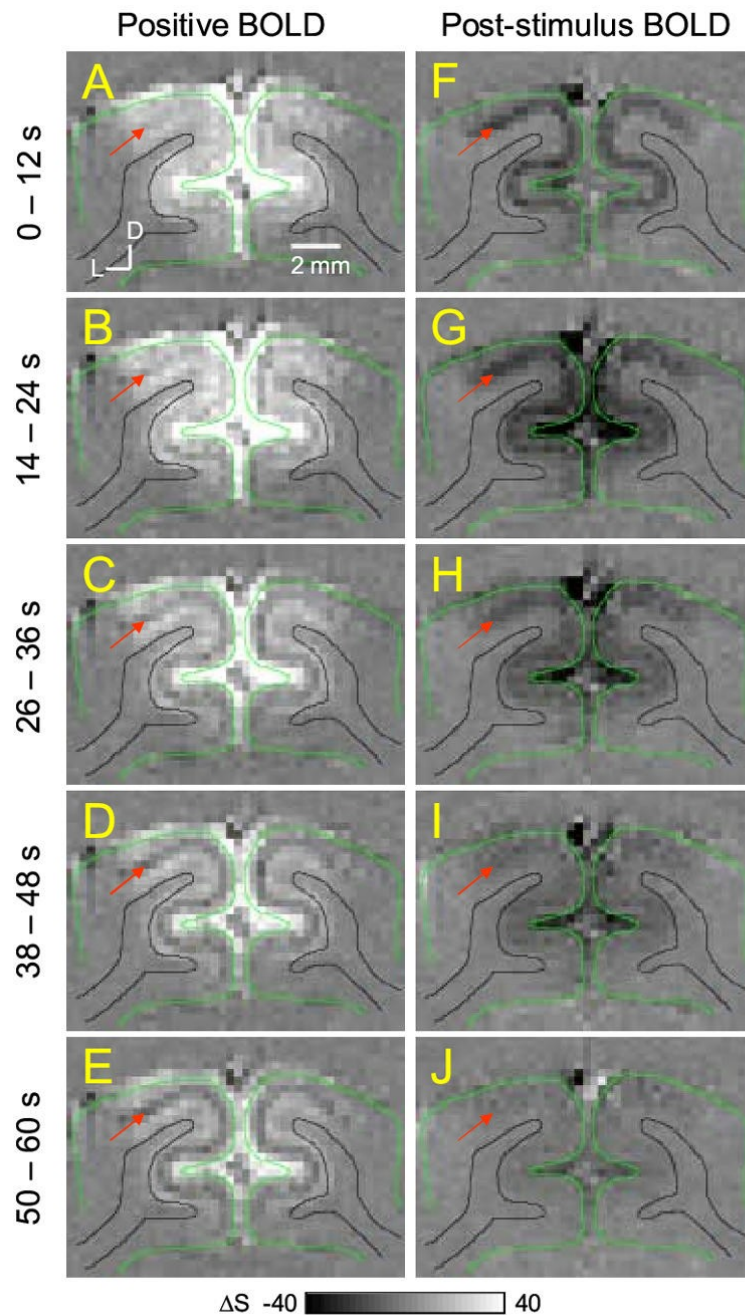 Positive BOLD
Post-stimulus BOLD
0 – 12 s
A
F
D
L
2 mm
14 – 24 s
B
G
26 – 36 s
C
H
38 – 48 s
D
I
50 – 60 s
E
J
ΔS -40 40